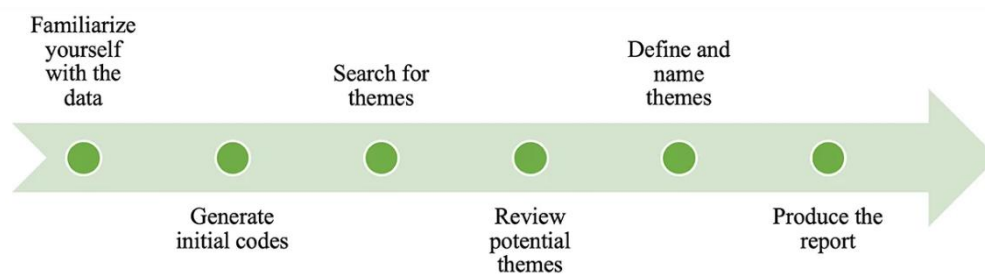 Familiarize
yourself
with the
data
Generate
initial codes
Search for
themes
Review
potential
themes
Define and
name
themes
Produce the
report